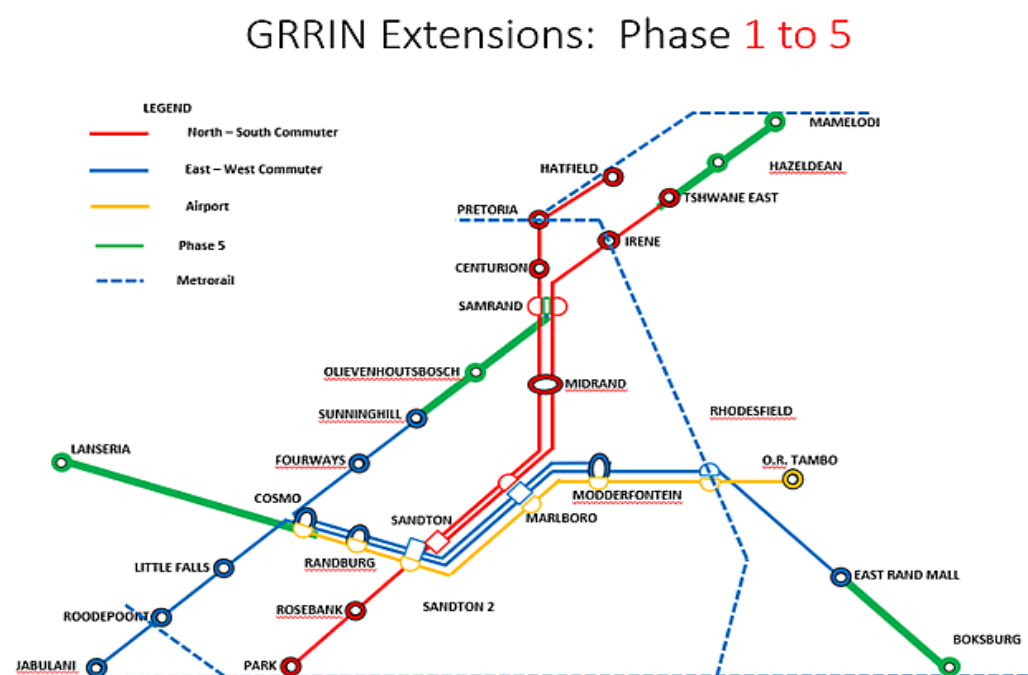 GRRIN Extensions: Phase 1 to 5
LEGEND
North – South Commuter
East – West Commuter
Airport
Phase 5
Metrorail
MAMELODI
HAZELDEAN
HATFIELD
TSHWANE EAST
PRETORIA
IRENE
CENTURION
SAMRAND
OLIEVENHOUTSBOSCH
MIDRAND
SUNNINGHILL
RHODESFIELD
LANSERIA
FOURWAYS
O.R. TAMBO
COSMO
MODDERFONTEIN
SANDTON
MARLBORO
RANDBURG
LITTLE FALLS
EAST RAND MALL
SANDTON 2
ROSEBANK
ROODEPOORT
BOKSBURG
JABULANI
PARK